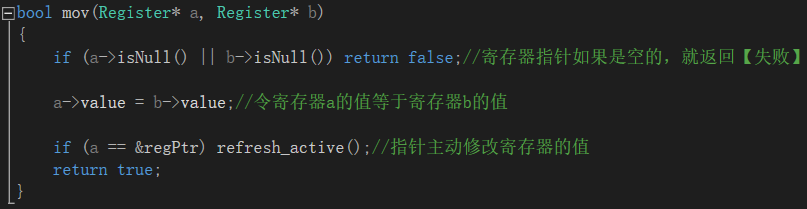 bool mov(Register* a, Register* b)
{
if (a->isNull() || b->isNull()) return false;//寄存器指针如果是空的，就返回【失败】
a->value = b->value;//令寄存器a的值等于寄存器b的值
if (a == &regPtr) refresh_active();//指针主动修改寄存器的值
return true;
}